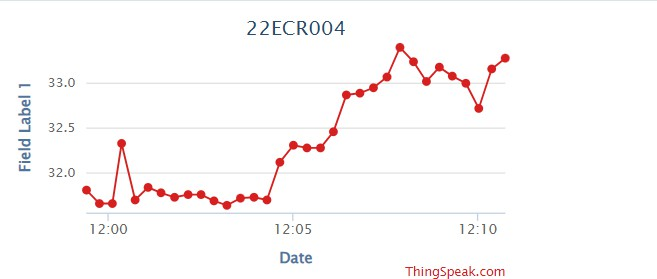 22ECR004
Field Label 1
33.0
32.5
32.0
12:00 12:05 12:10
Date
ThingSpeak.com